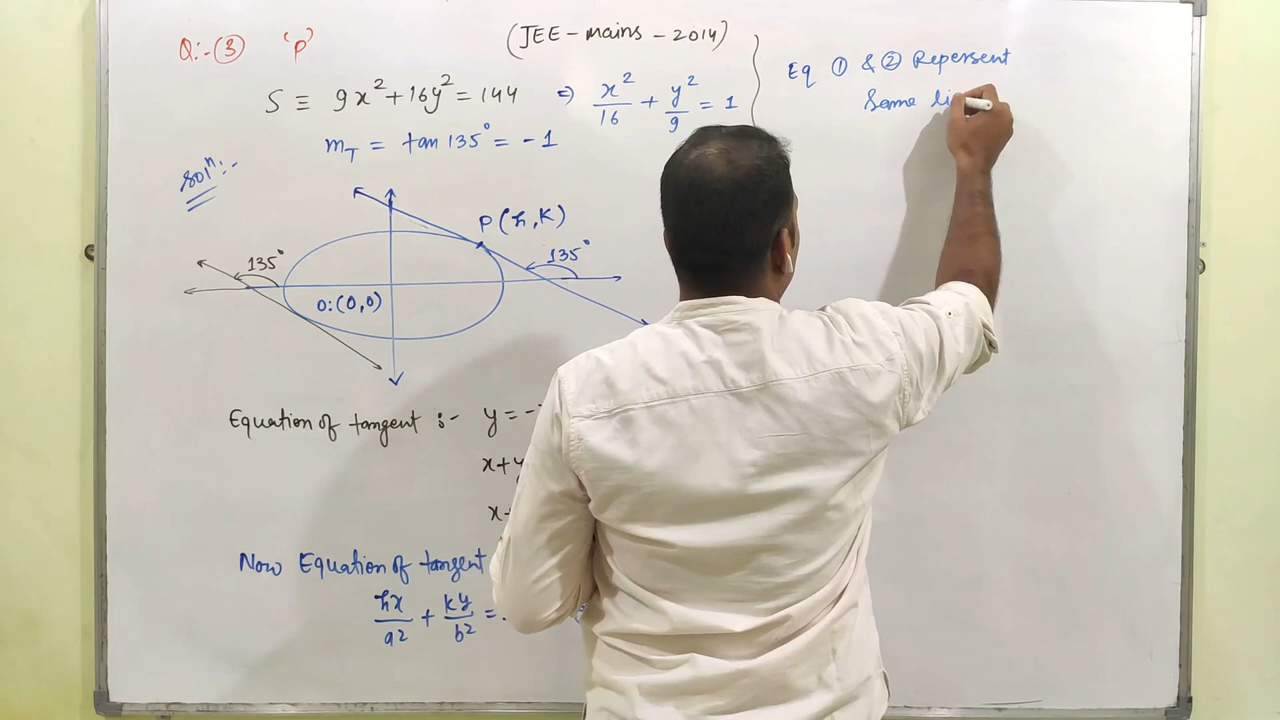 Q:-(3) 'P' (JEE-mains-2014)
S ≡ 9x²+16y²=144 ⇒ x²/16 + y²/9 = 1
m_T = tan 135° = -1
Solⁿ:-
P(h,k)
135°
135°
O:(0,0)
Equation of tangent :- y = -
x+y
x+
Now Equation of tangent
hx/a² + ky/b² =
Eq ① & ② Repersent
Same li